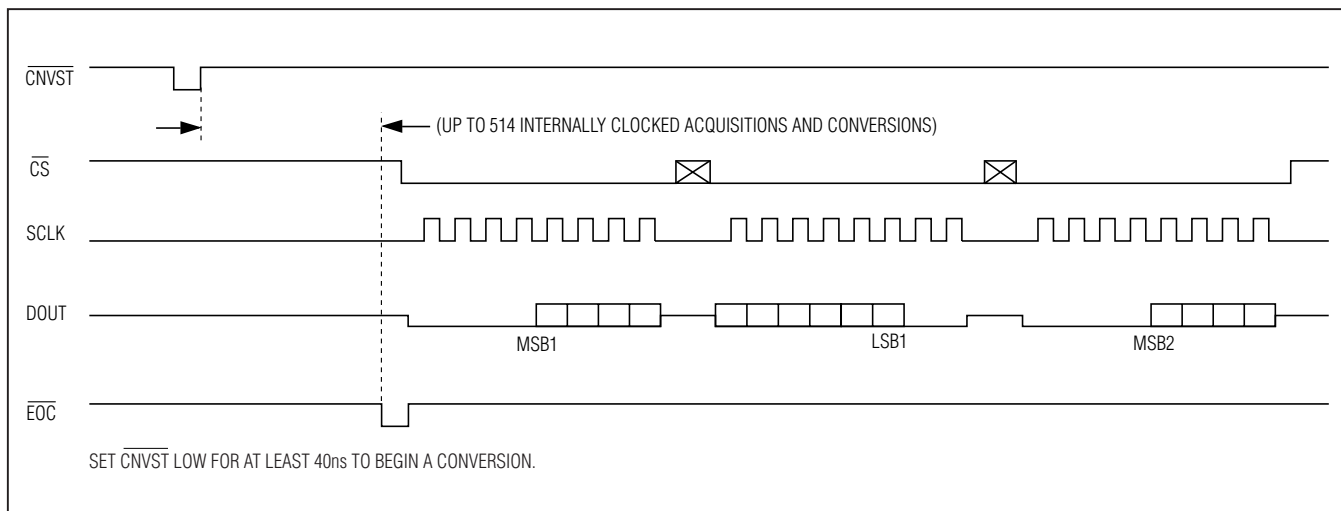 CNVST
(UP TO 514 INTERNALLY CLOCKED ACQUISITIONS AND CONVERSIONS)
CS
SCLK
DOUT
MSB1
LSB1
MSB2
EOC
SET CNVST LOW FOR AT LEAST 40ns TO BEGIN A CONVERSION.